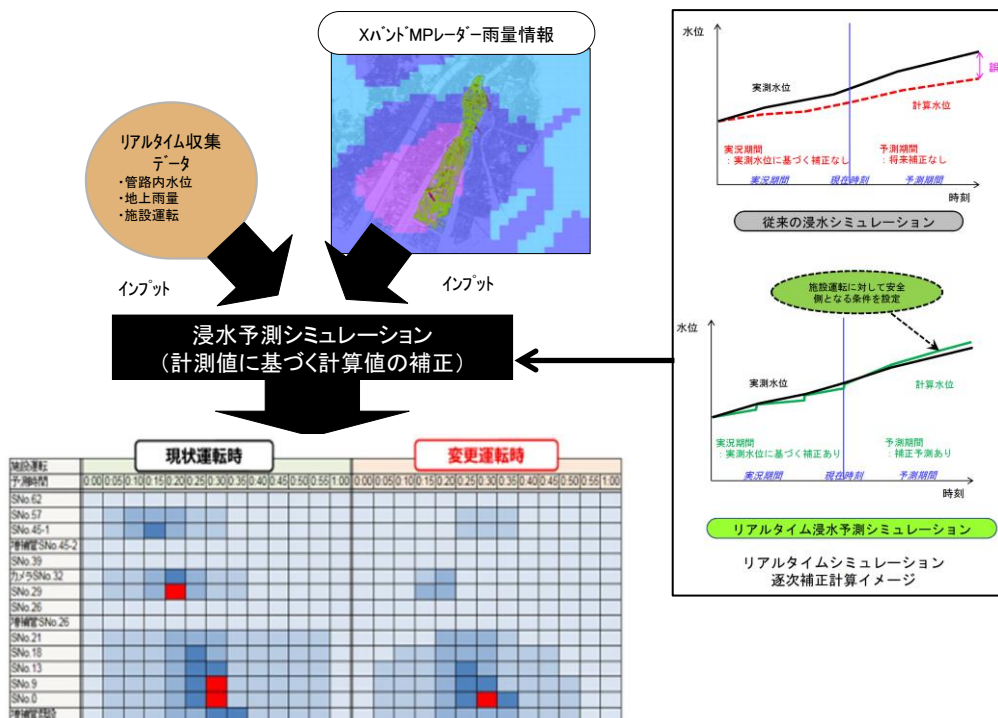 XバンドMPレーダー雨量情報
リアルタイム収集
データ
・管路内水位
・地上雨量
・施設運転
インプット
インプット
浸水予測シミュレーション
（計測値に基づく計算値の補正）
水位
実測水位
計算水位
実況期間
：実測水位に基づく補正なし
予測期間
：将来補正なし
実況期間
現在時刻
予測期間
時刻
従来の浸水シミュレーション
施設運転に対して安全
側となる条件を設定
水位
実測水位
計算水位
実況期間
：実測水位に基づく補正あり
予測期間
：補正予測あり
実況期間
現在時刻
予測期間
時刻
リアルタイム浸水予測シミュレーション
リアルタイムシミュレーション
逐次補正計算イメージ
現状運転時
変更運転時
施設運転
予測時間 0:00 0:05 0:10 0:15 0:20 0:25 0:30 0:35 0:40 0:45 0:50 0:55 1:00 0:00 0:05 0:10 0:15 0:20 0:25 0:30 0:35 0:40 0:45 0:50 0:55 1:00
SNo.62
SNo.57
SNo.45-1
増補管SNo.45-2
SNo.39
カメラSNo.32
SNo.29
SNo.26
増補管SNo.26
SNo.21
SNo.18
SNo.13
SNo.9
SNo.0